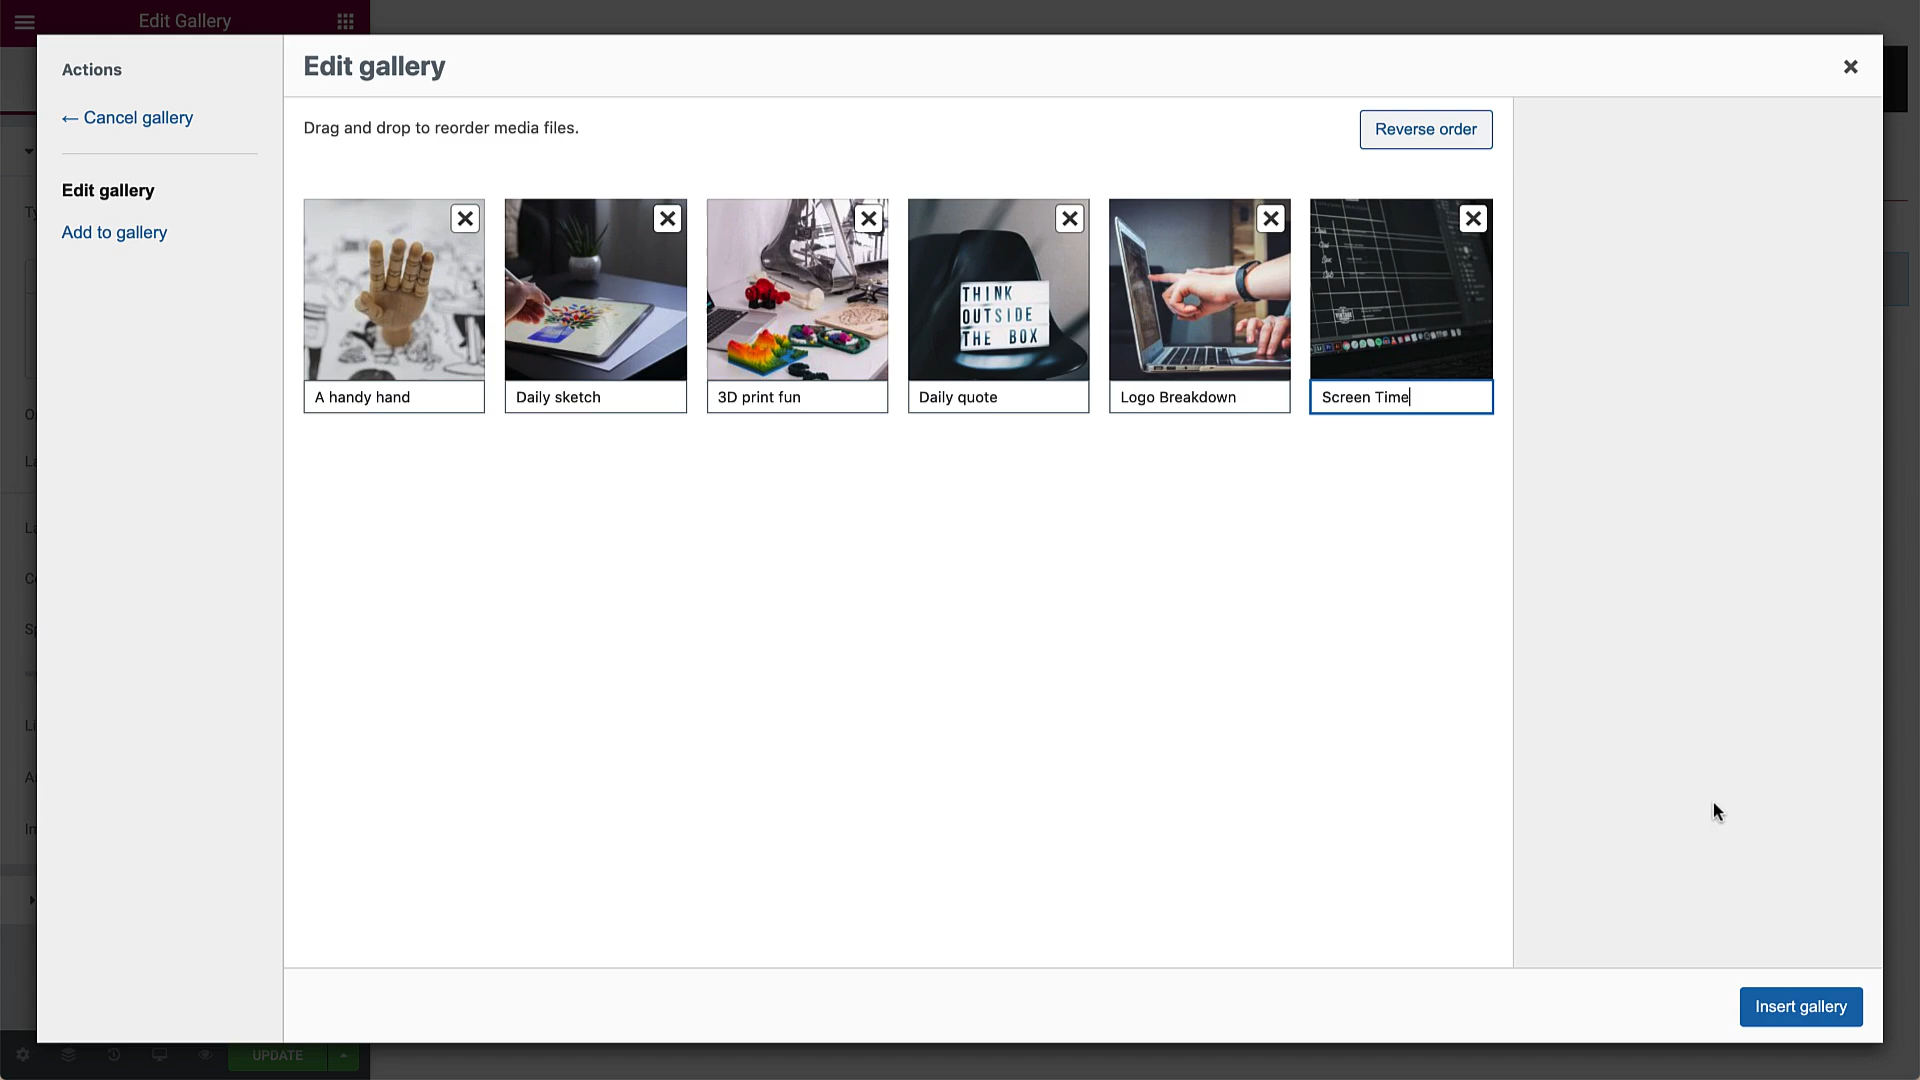 Edit Gallery
Actions
← Cancel gallery
Edit gallery
Add to gallery
Edit gallery
Drag and drop to reorder media files.
Reverse order
THINK
OUTSIDE
THE BOX
A handy hand
Daily sketch
3D print fun
Daily quote
Logo Breakdown
Screen Time
Insert gallery
UPDATE